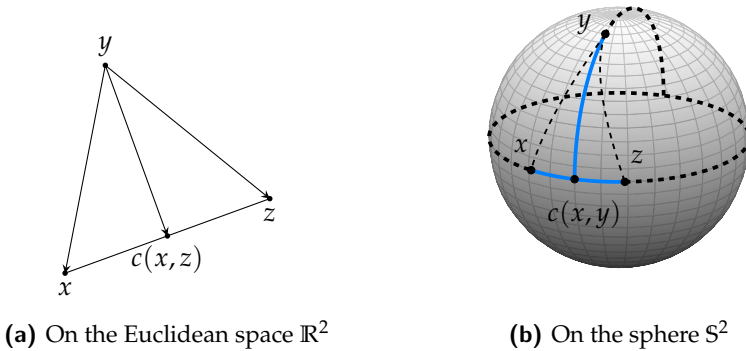 y
x
c(x, z)
z
(a) On the Euclidean space ℝ²
y
x
z
c(x, y)
(b) On the sphere 𝕊²